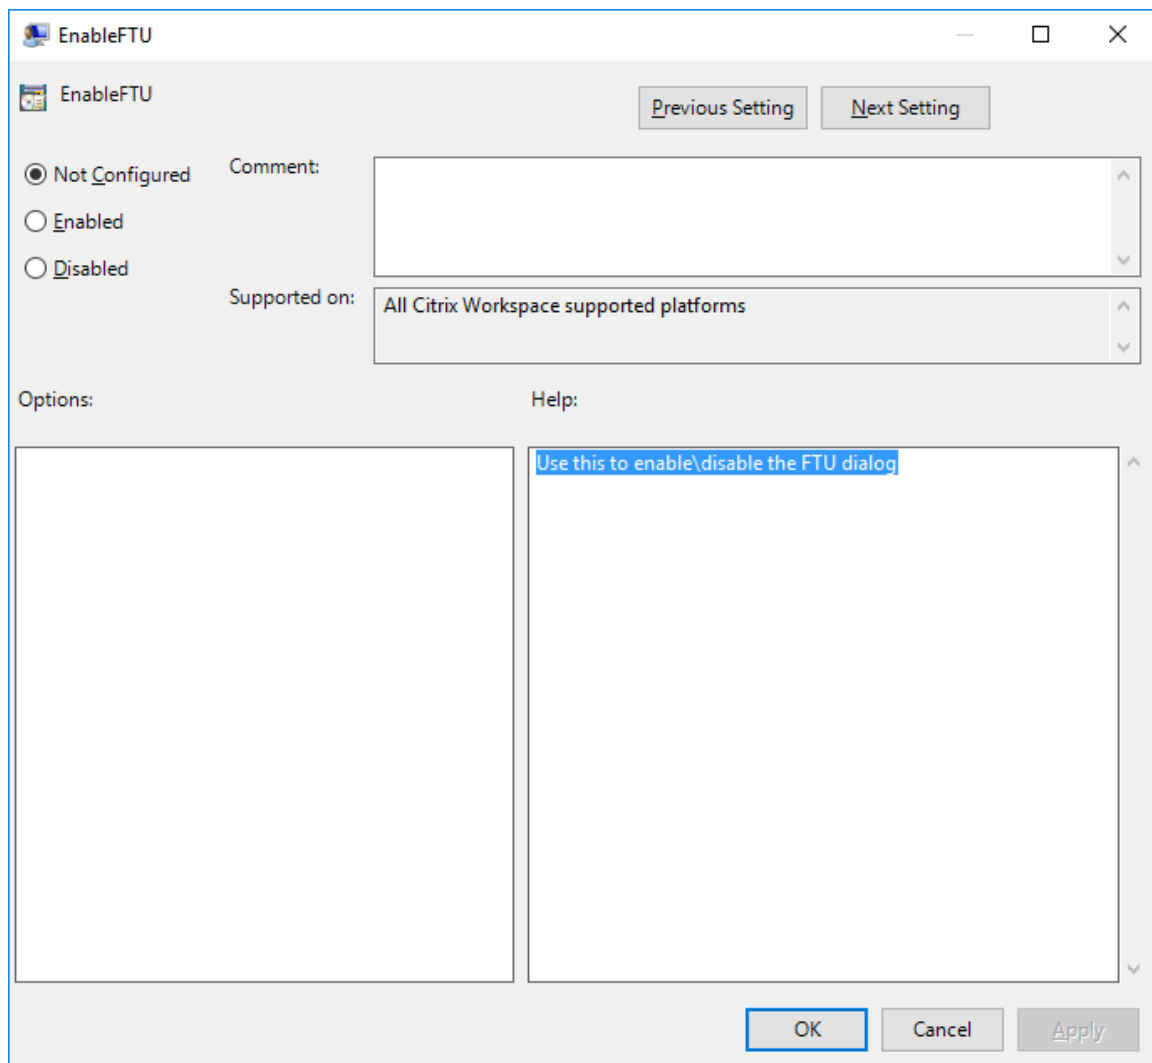 EnableFTU
EnableFTU
Previous Setting
Next Setting
Not Configured
Comment:
Enabled
Disabled
Supported on:
All Citrix Workspace supported platforms
Options:
Help:
Use this to enable\disable the FTU dialog
OK
Cancel
Apply